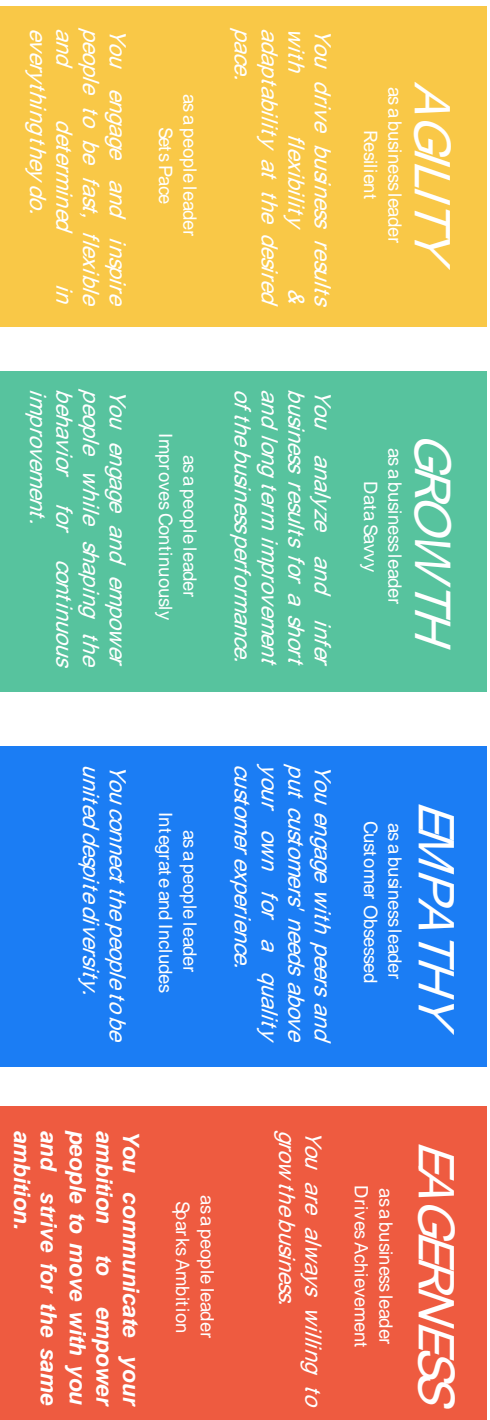 AGILITY
as a business leader
Resilient
You drive business results
with flexibility &
adaptability at the desired
pace.
as a people leader
Sets Pace
You engage and inspire
people to be fast, flexible
and determined in
everything they do.
GROWTH
as a business leader
Data Savvy
You analyze and infer
business results for a short
and long term improvement
of the business performance.
as a people leader
Improves Continuously
You engage and empower
people while shaping the
behavior for continuous
improvement.
EMPATHY
as a business leader
Customer Obsessed
You engage with peers and
put customers' needs above
your own for a quality
customer experience.
as a people leader
Integrate and Includes
You connect the people to be
united despite diversity.
EAGERNESS
as a business leader
Drives Achievement
You are always willing to
grow the business.
as a people leader
Sparks Ambition
You communicate your
ambition to empower
people to move with you
and strive for the same
ambition.